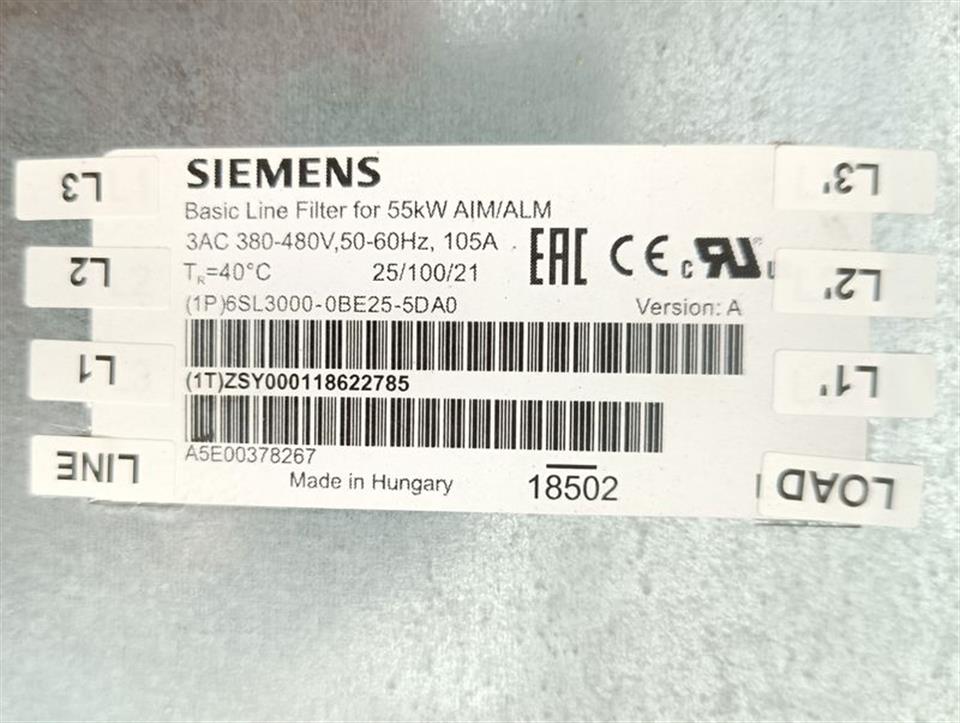 SIEMENS
Basic Line Filter for 55kW AIM/ALM
3AC 380-480V,50-60Hz, 105A
EAC CE
TR=40°C 25/100/21
(1P)6SL3000-0BE25-5DA0 Version: A
(1T)ZSY000118622785
A5E00378267
Made in Hungary 18502
L3
L2
L1
LINE
L3'
L2'
L1'
LOAD